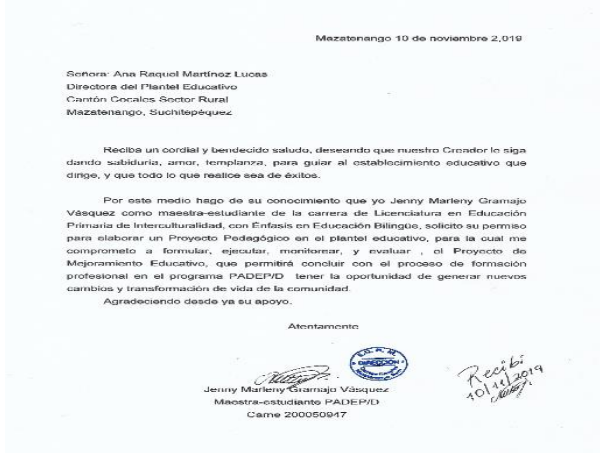 Mazatenango 10 de noviembre 2,019
Señora: Ana Raquel Martínez Lucas
Directora del Plantel Educativo
Cantón Cocales Sector Rural
Mazatenango, Suchitepéquez
Reciba un cordial y bendecido saludo, deseando que nuestro Creador le siga
dando sabiduría, amor, templanza, para guiar al establecimiento educativo que
dirige, y que todo lo que realice sea de éxitos.
Por este medio hago de su conocimiento que yo Jenny Marleny Gramajo
Vásquez como maestra-estudiante de la carrera de Licenciatura en Educación
Primaria de Interculturalidad, con Énfasis en Educación Bilingüe, solicito su permiso
para elaborar un Proyecto Pedagógico en el plantel educativo, para la cual me
comprometo a formular, ejecutar, monitorear, y evaluar , el Proyecto de
Mejoramiento Educativo, que permitirá concluir con el proceso de formación
profesional en el programa PADEP/D tener la oportunidad de generar nuevos
cambios y transformación de vida de la comunidad.
Agradeciendo desde ya su apoyo.
Atentamente
DIRECCIÓN
Jenny Marleny Gramajo Vásquez
Maestra-estudiante PADEP/D
Carne 200050947
Recibí
10/11/2019